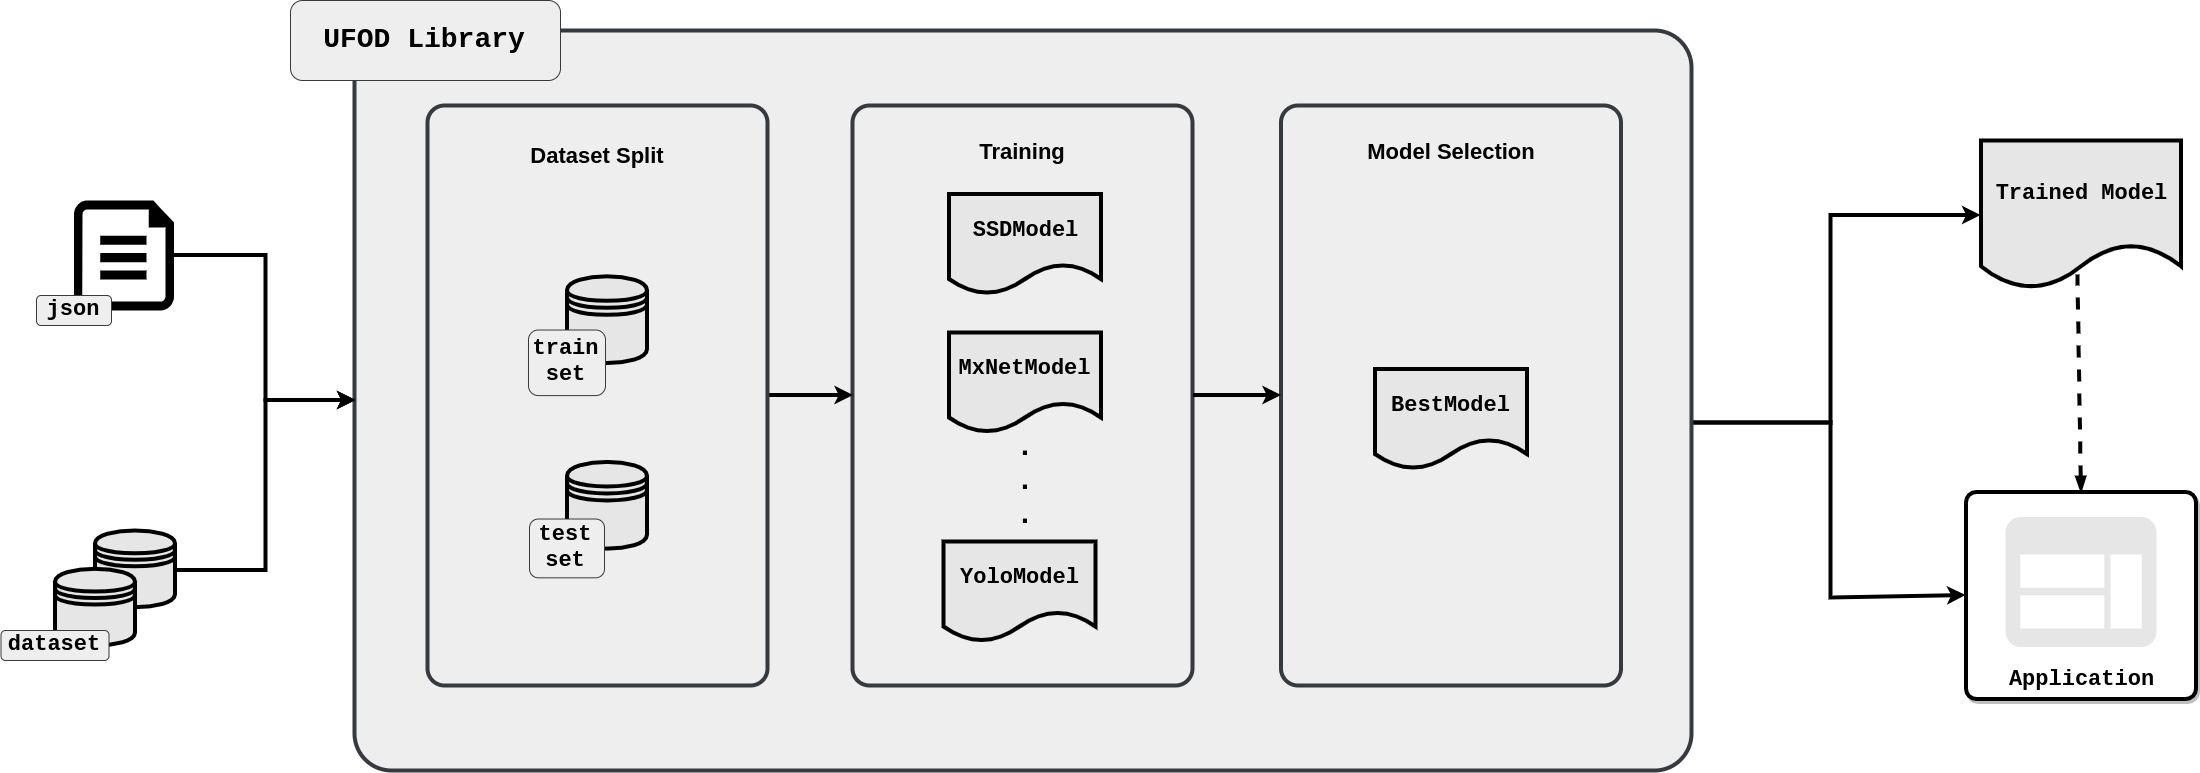 UFOD Library
json
dataset
Dataset Split
train
set
test
set
Training
SSDModel
MxNetModel
.
.
.
YoloModel
Model Selection
BestModel
Trained Model
Application